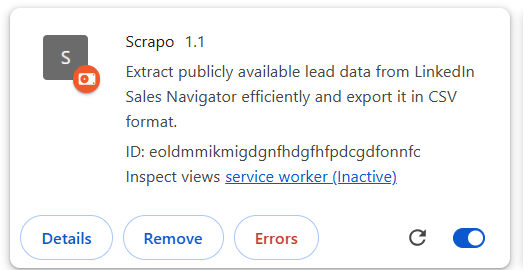 S
Scrapo 1.1
Extract publicly available lead data from LinkedIn
Sales Navigator efficiently and export it in CSV
format.
ID: eoldmmikmigdgnfhdgfhfpdcgdfonnfc
Inspect views service worker (Inactive)
Details Remove Errors